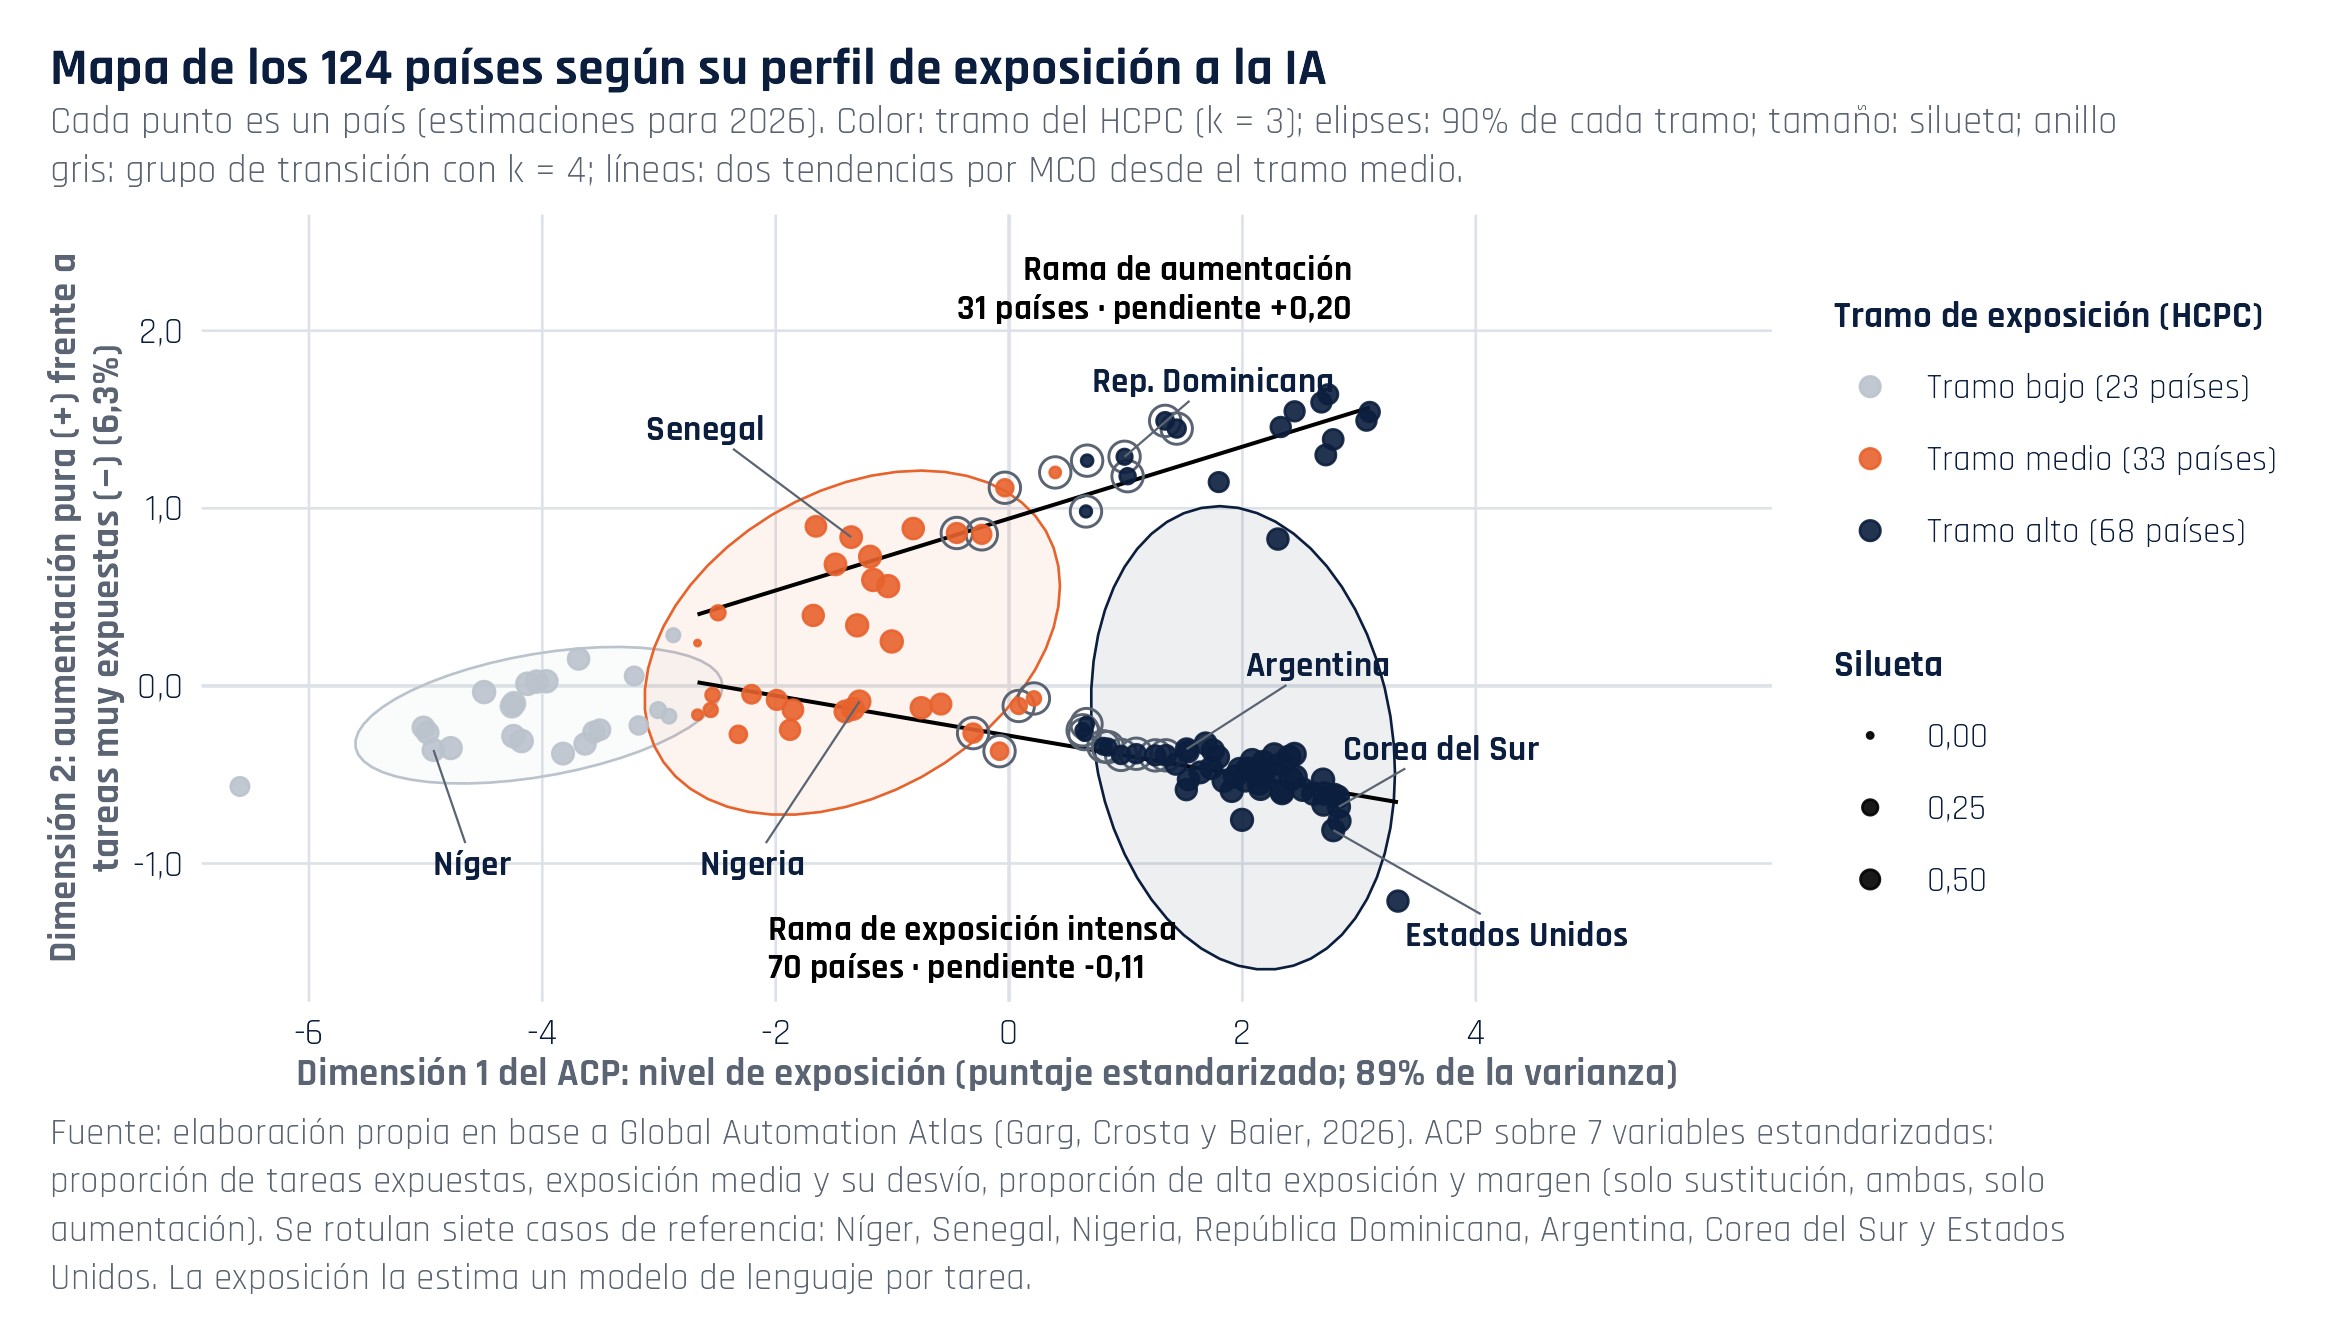 Mapa de los 124 países según su perfil de exposición a la IA
Cada punto es un país (estimaciones para 2026). Color: tramo del HCPC (k = 3); elipses: 90% de cada tramo; tamaño: silueta; anillo
gris: grupo de transición con k = 4; líneas: dos tendencias por MCO desde el tramo medio.
Dimensión 2: aumentación pura (+) frente a
tareas muy expuestas (−) (6,3%)
2,0
1,0
0,0
-1,0
Rama de aumentación
31 países · pendiente +0,20
Rep. Dominicana
Senegal
Argentina
Corea del Sur
Níger
Nigeria
Rama de exposición intensa
70 países · pendiente -0,11
Estados Unidos
-6
-4
-2
0
2
4
Dimensión 1 del ACP: nivel de exposición (puntaje estandarizado; 89% de la varianza)
Tramo de exposición (HCPC)
Tramo bajo (23 países)
Tramo medio (33 países)
Tramo alto (68 países)
Silueta
0,00
0,25
0,50
Fuente: elaboración propia en base a Global Automation Atlas (Garg, Crosta y Baier, 2026). ACP sobre 7 variables estandarizadas:
proporción de tareas expuestas, exposición media y su desvío, proporción de alta exposición y margen (solo sustitución, ambas, solo
aumentación). Se rotulan siete casos de referencia: Níger, Senegal, Nigeria, República Dominicana, Argentina, Corea del Sur y Estados
Unidos. La exposición la estima un modelo de lenguaje por tarea.